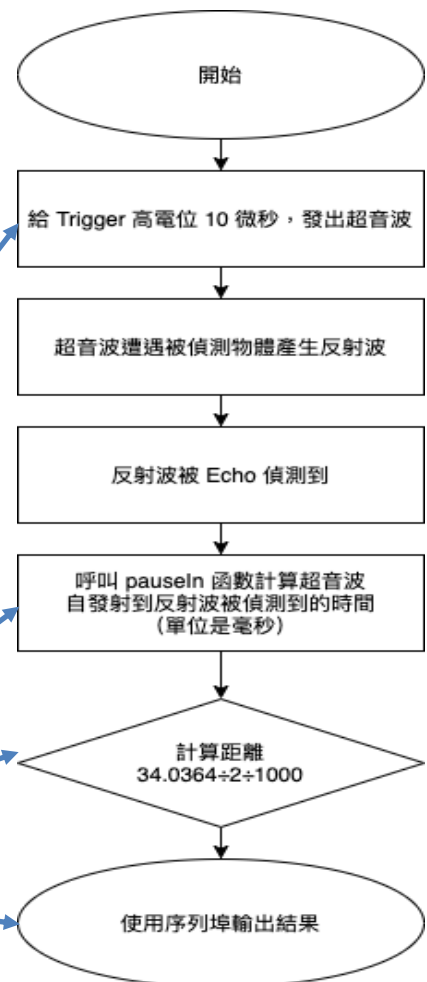 開始
給 Trigger 高電位 10 微秒，發出超音波
超音波遭遇被偵測物體產生反射波
反射波被 Echo 偵測到
呼叫 pauseIn 函數計算超音波
自發射到反射波被偵測到的時間
(單位是毫秒)
計算距離
34.0364÷2÷1000
使用序列埠輸出結果